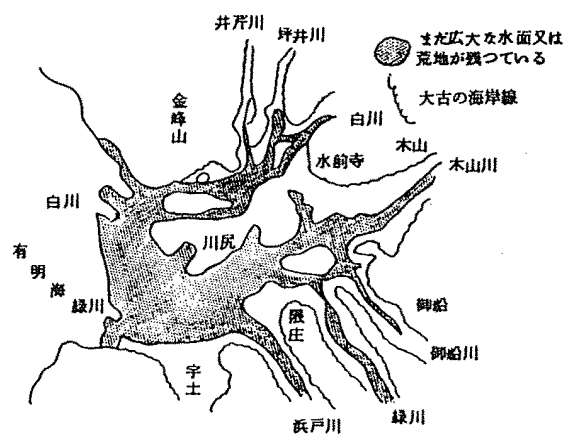 井芹川
坪井川
まだ広大な水面又は
荒地が残つている
大古の海岸線
金峰山
白川
水前寺
木山
木山川
白川
川尻
有明海
緑川
御船
隈庄
御船川
宇土
浜戸川
緑川